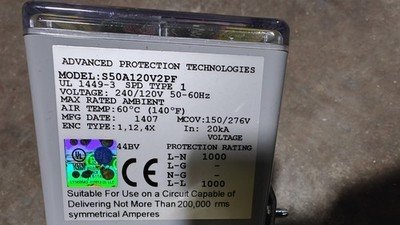 ADVANCED PROTECTION TECHNOLOGIES
MODEL:S50A120V2PF
UL 1449-3 SPD TYPE 1
VOLTAGE: 240/120V 50-60Hz
MAX RATED AMBIENT
AIR TEMP:60°C (140°F)
MFG DATE: 1407 MCOV:150/276V
ENC TYPE:1,12,4X In: 20kA
VOLTAGE
44BV PROTECTION RATING
L-N 1000
L-G -
N-G -
L-L 1000
UL
Suitable For Use on a Circuit Capable of
Delivering Not More Than 200,000 rms
symmetrical Amperes